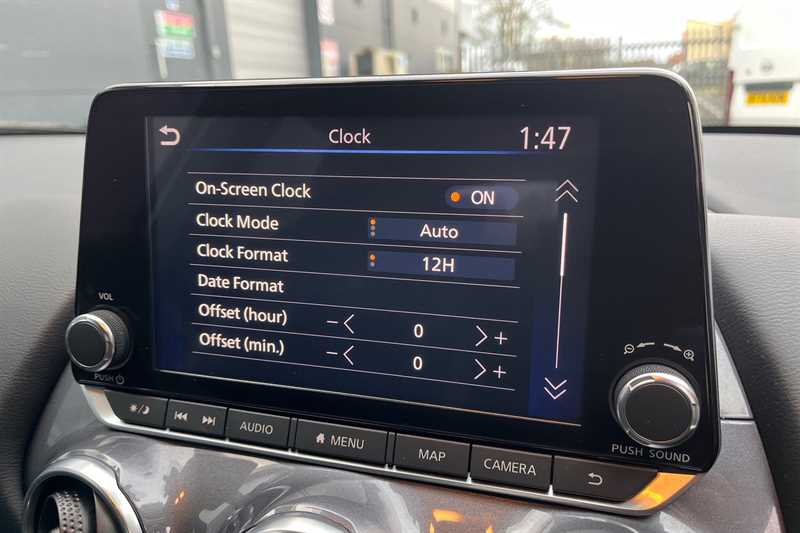 Clock 1:47
On-Screen Clock ON
Clock Mode Auto
Clock Format 12H
Date Format
Offset (hour) − < 0 > +
Offset (min.) − < 0 > +
VOL
PUSH
AUDIO
MENU
MAP
CAMERA
PUSH SOUND